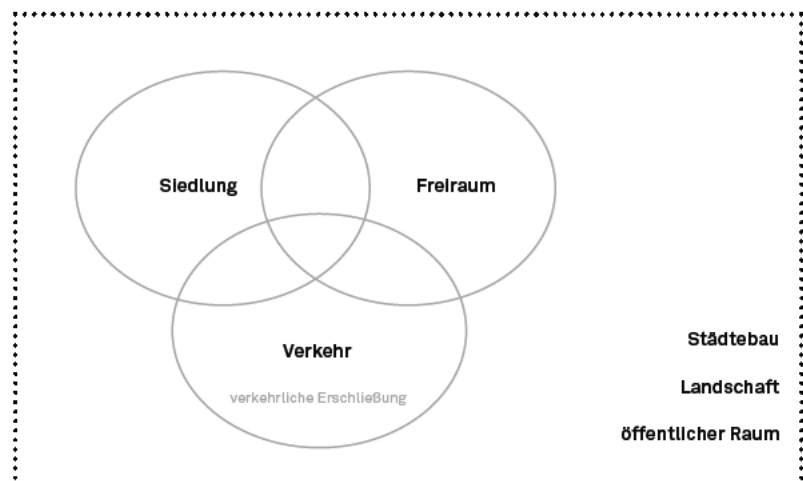 Siedlung
Freiraum
Verkehr
verkehrliche Erschließung
Städtebau
Landschaft
öffentlicher Raum